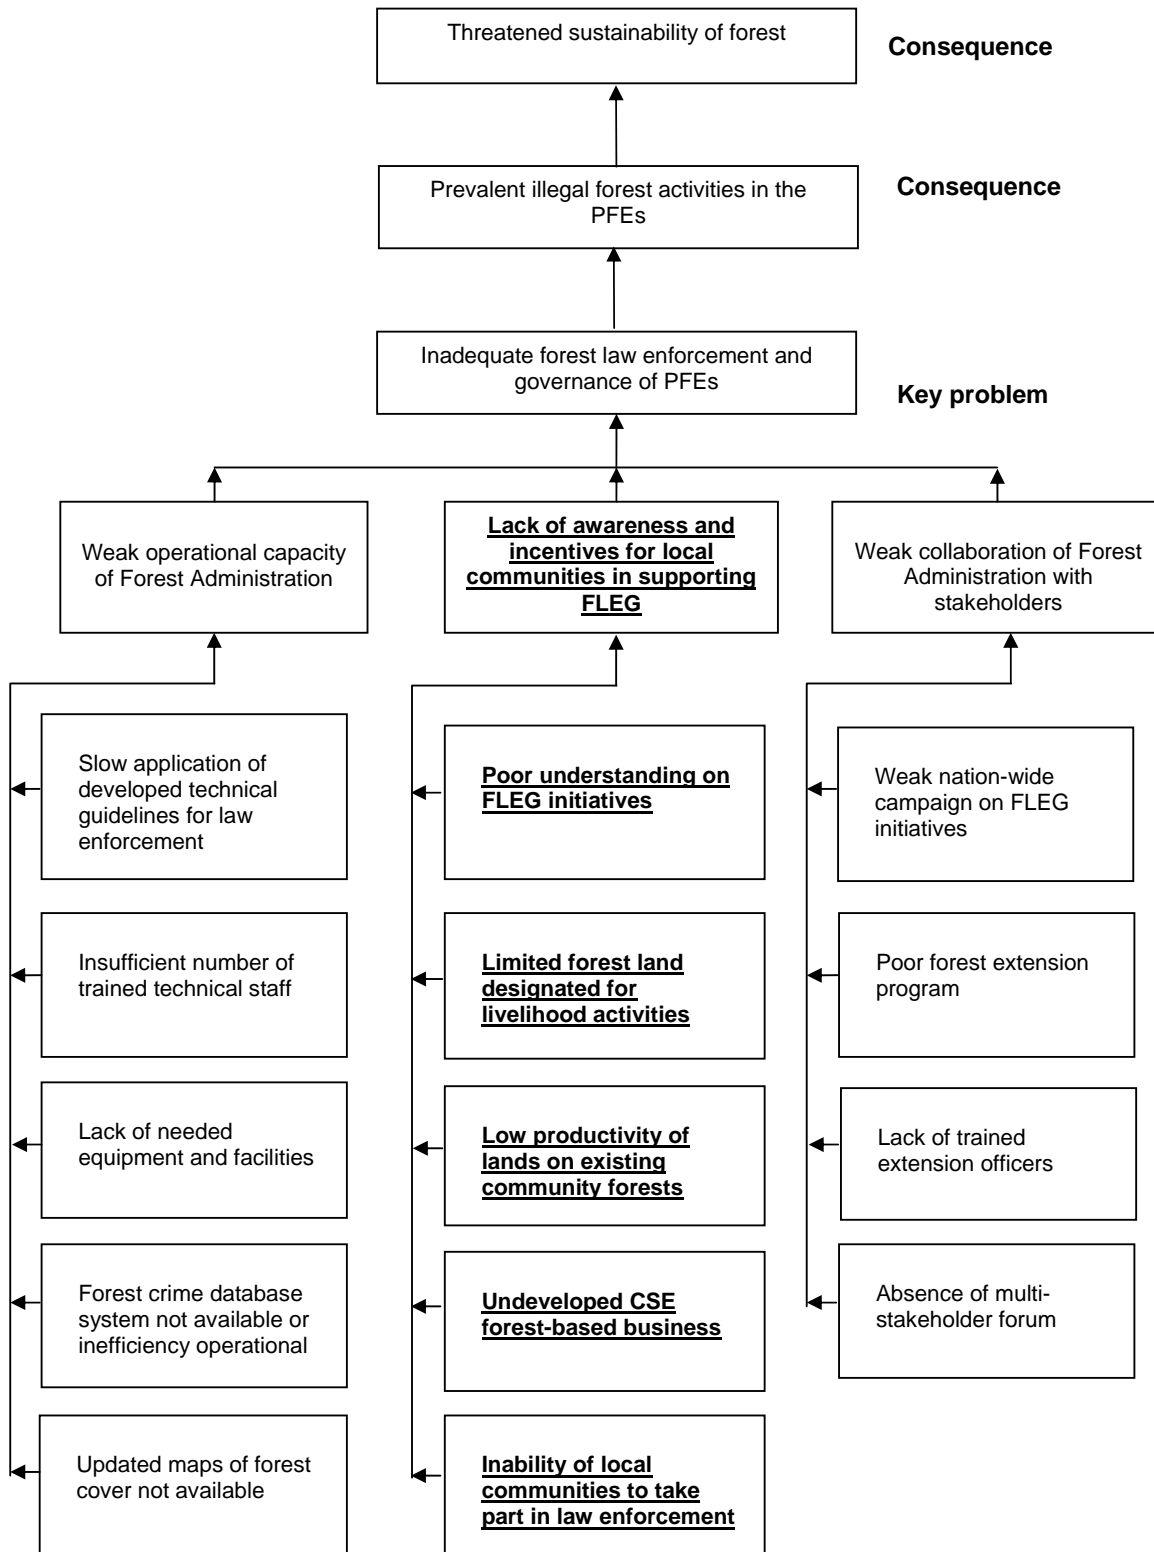 Threatened sustainability of forest
Consequence
Prevalent illegal forest activities in the
PFEs
Consequence
Inadequate forest law enforcement and
governance of PFEs
Key problem
Weak operational capacity
of Forest Administration
Lack of awareness and
incentives for local
communities in supporting
FLEG
Weak collaboration of Forest
Administration with
stakeholders
Slow application of
developed technical
guidelines for law
enforcement
Poor understanding on
FLEG initiatives
Weak nation-wide
campaign on FLEG
initiatives
Insufficient number of
trained technical staff
Limited forest land
designated for
livelihood activities
Poor forest extension
program
Lack of needed
equipment and facilities
Low productivity of
lands on existing
community forests
Lack of trained
extension officers
Forest crime database
system not available or
inefficiency operational
Undeveloped CSE
forest-based business
Absence of multi-
stakeholder forum
Updated maps of forest
cover not available
Inability of local
communities to take
part in law enforcement